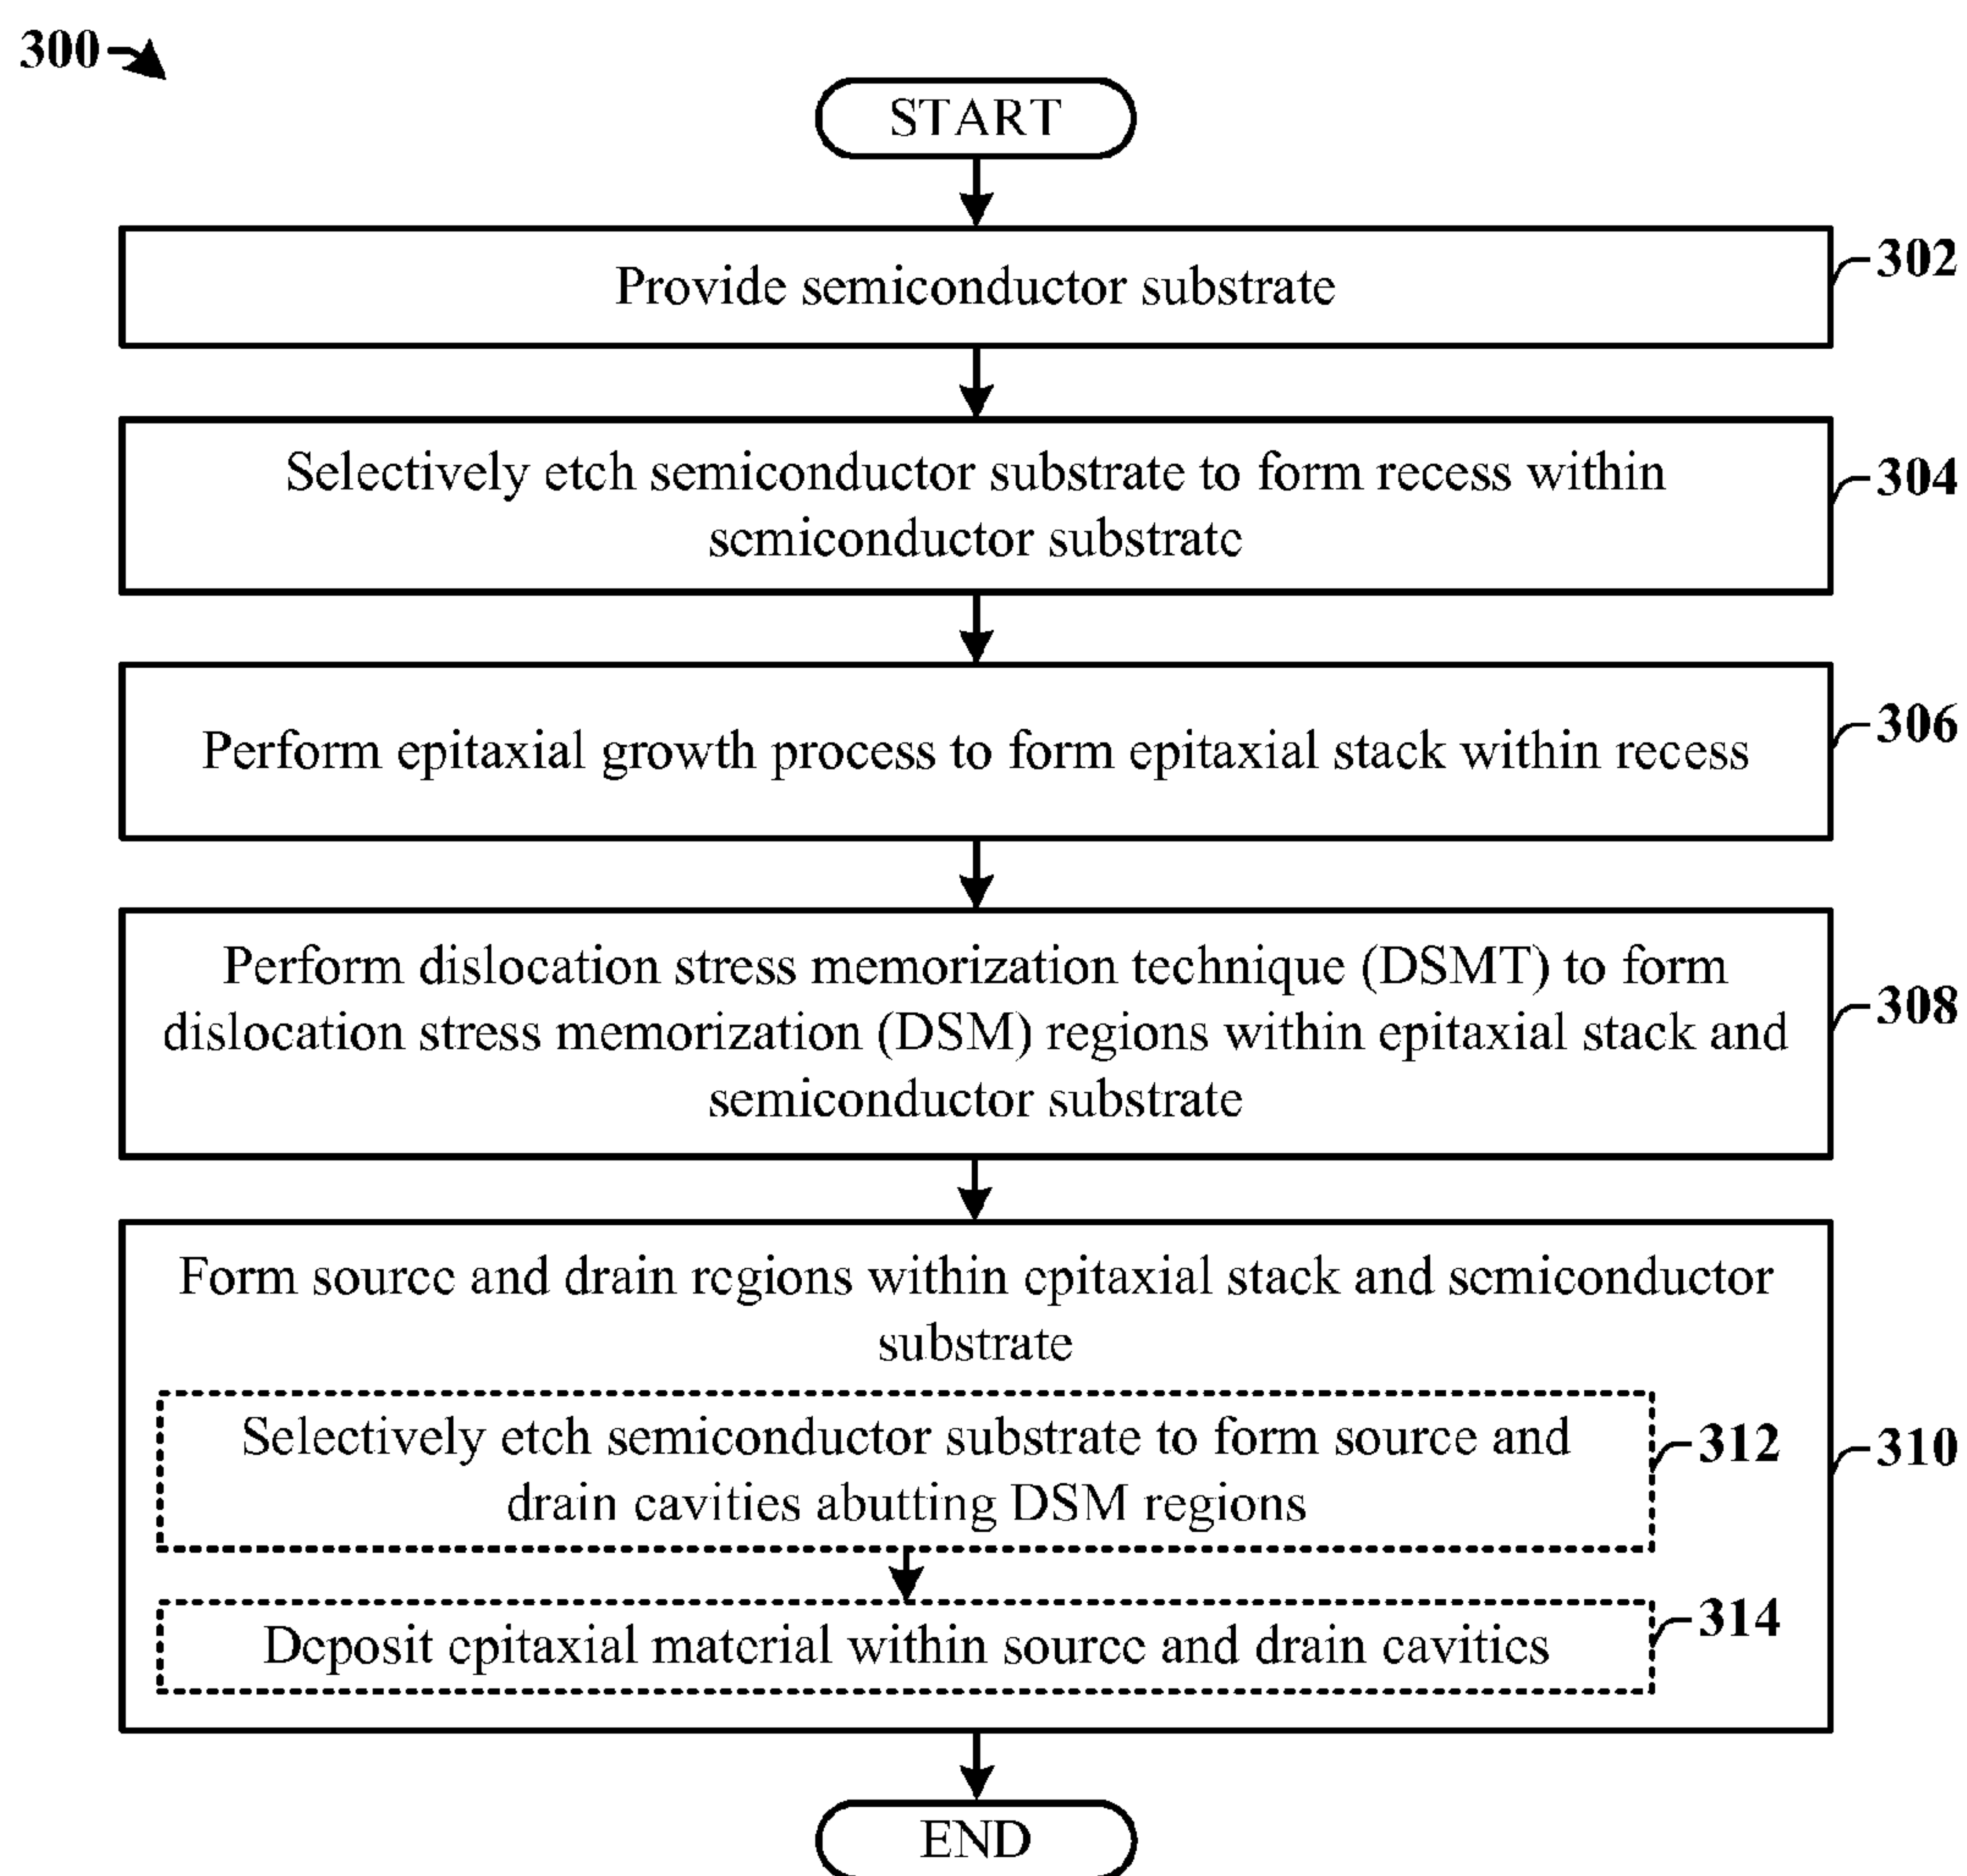 300
START
Provide semiconductor substrate
302
Selectively etch semiconductor substrate to form recess within
semiconductor substrate
304
Perform epitaxial growth process to form epitaxial stack within recess
306
Perform dislocation stress memorization technique (DSMT) to form
dislocation stress memorization (DSM) regions within epitaxial stack and
semiconductor substrate
308
Form source and drain regions within epitaxial stack and semiconductor
substrate
310
Selectively etch semiconductor substrate to form source and
drain cavities abutting DSM regions
312
Deposit epitaxial material within source and drain cavities
314
END